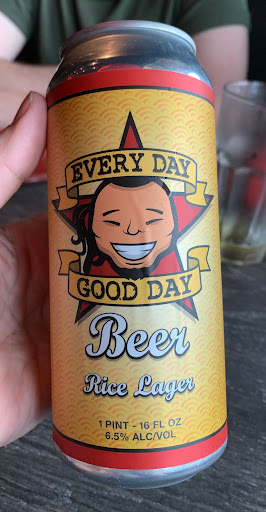 EVERY DAY
GOOD DAY
Beer
Rice Lager
1 PINT - 16 FL OZ
6.5% ALC/VOL